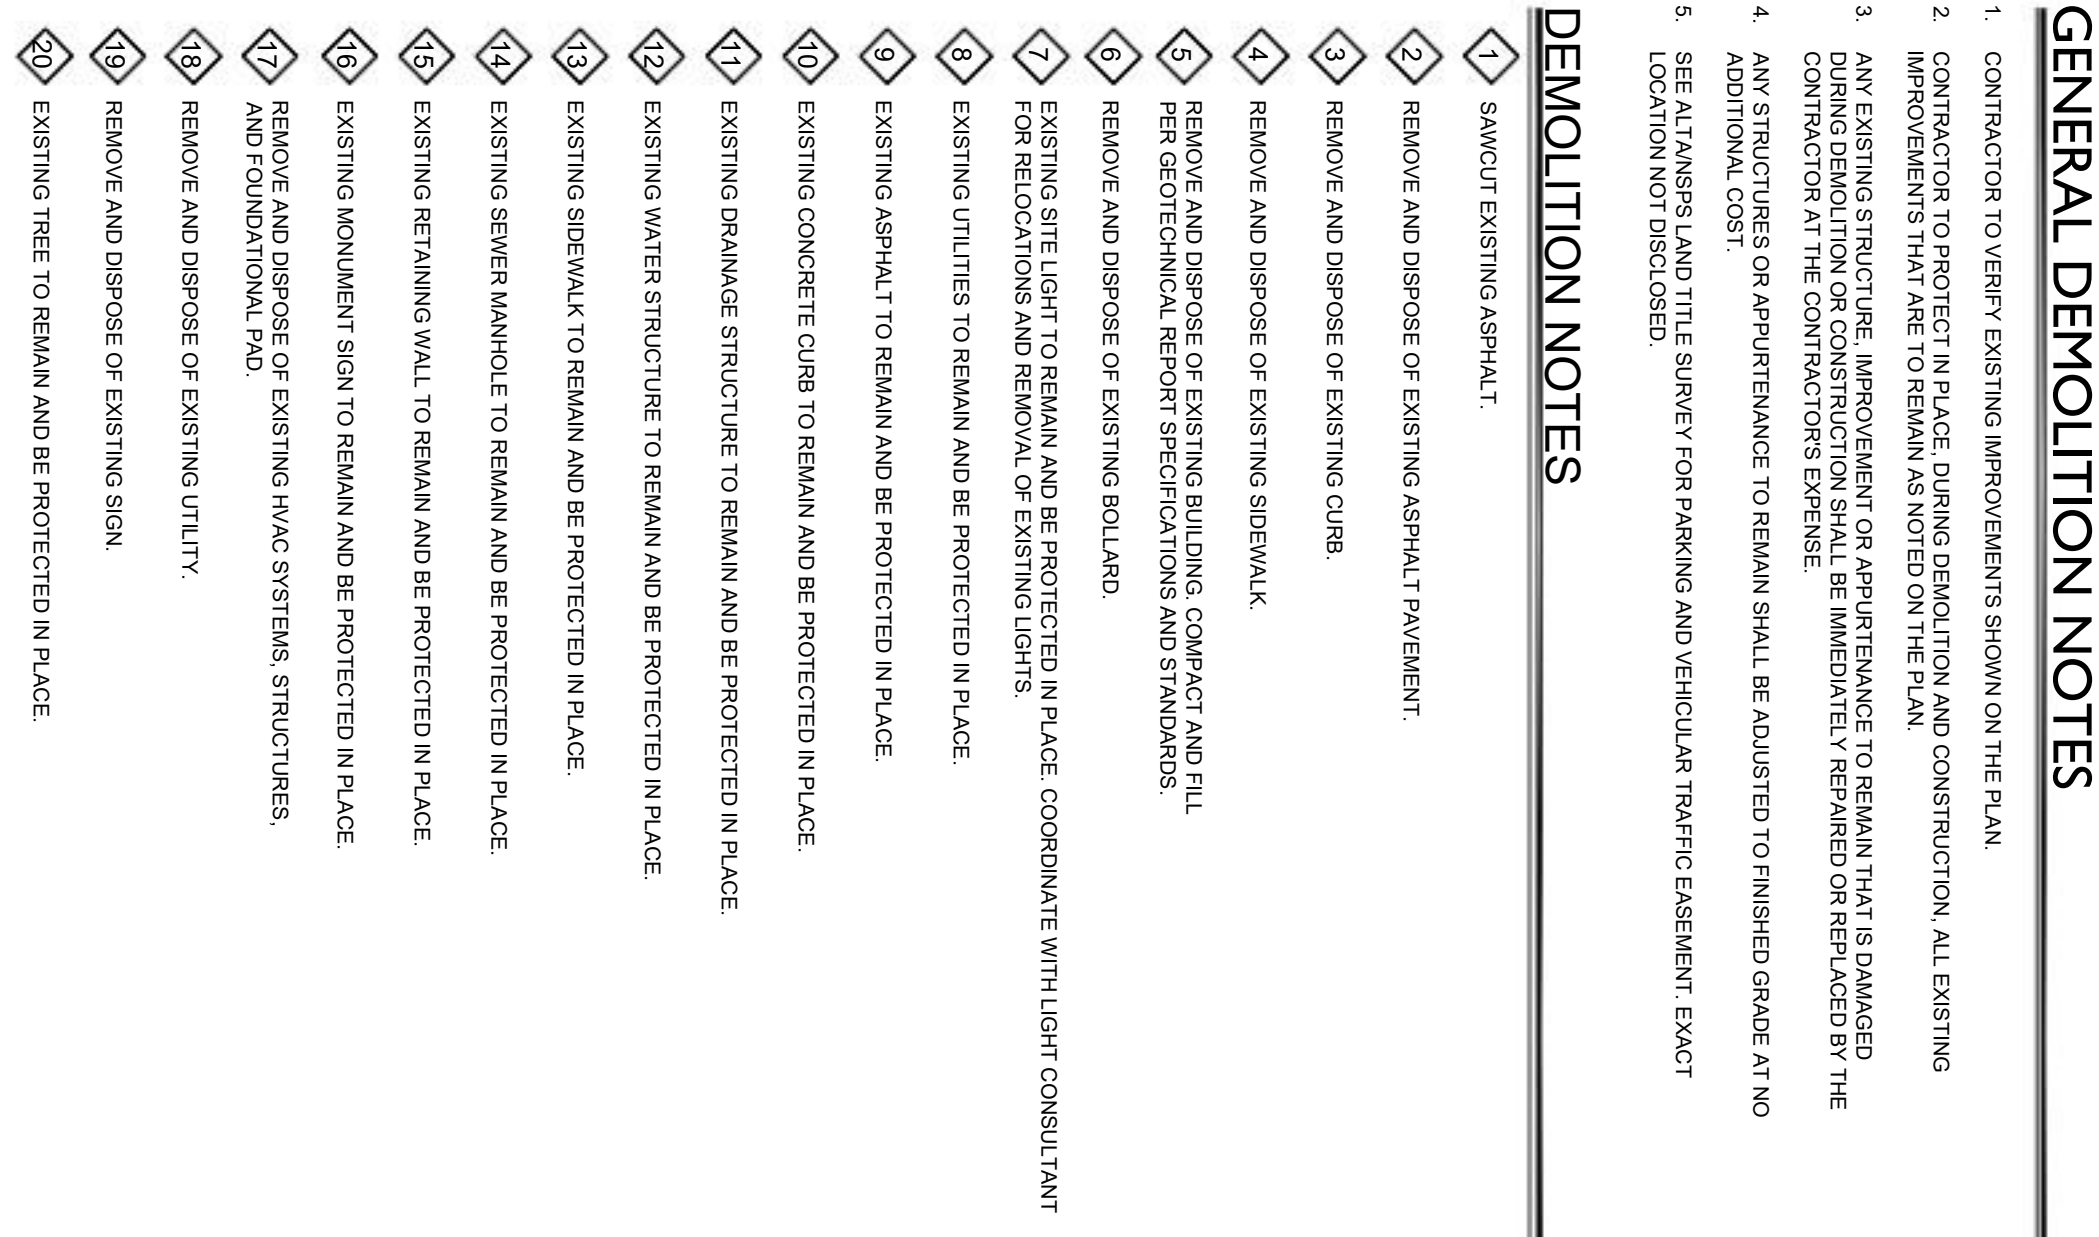 GENERAL DEMOLITION NOTES
1. CONTRACTOR TO VERIFY EXISTING IMPROVEMENTS SHOWN ON THE PLAN.
2. CONTRACTOR TO PROTECT IN PLACE, DURING DEMOLITION AND CONSTRUCTION, ALL EXISTING
IMPROVEMENTS THAT ARE TO REMAIN AS NOTED ON THE PLAN.
3. ANY EXISTING STRUCTURE, IMPROVEMENT OR APPURTENANCE TO REMAIN THAT IS DAMAGED
DURING DEMOLITION OR CONSTRUCTION SHALL BE IMMEDIATELY REPAIRED OR REPLACED BY THE
CONTRACTOR AT THE CONTRACTOR'S EXPENSE.
4. ANY STRUCTURES OR APPURTENANCE TO REMAIN SHALL BE ADJUSTED TO FINISHED GRADE AT NO
ADDITIONAL COST.
5. SEE ALTA/NSPS LAND TITLE SURVEY FOR PARKING AND VEHICULAR TRAFFIC EASEMENT. EXACT
LOCATION NOT DISCLOSED.
DEMOLITION NOTES
1 SAWCUT EXISTING ASPHALT.
2 REMOVE AND DISPOSE OF EXISTING ASPHALT PAVEMENT.
3 REMOVE AND DISPOSE OF EXISTING CURB.
4 REMOVE AND DISPOSE OF EXISTING SIDEWALK.
5 REMOVE AND DISPOSE OF EXISTING BUILDING. COMPACT AND FILL
PER GEOTECHNICAL REPORT SPECIFICATIONS AND STANDARDS.
6 REMOVE AND DISPOSE OF EXISTING BOLLARD.
7 EXISTING SITE LIGHT TO REMAIN AND BE PROTECTED IN PLACE. COORDINATE WITH LIGHT CONSULTANT
FOR RELOCATIONS AND REMOVAL OF EXISTING LIGHTS.
8 EXISTING UTILITIES TO REMAIN AND BE PROTECTED IN PLACE.
9 EXISTING ASPHALT TO REMAIN AND BE PROTECTED IN PLACE.
10 EXISTING CONCRETE CURB TO REMAIN AND BE PROTECTED IN PLACE.
11 EXISTING DRAINAGE STRUCTURE TO REMAIN AND BE PROTECTED IN PLACE.
12 EXISTING WATER STRUCTURE TO REMAIN AND BE PROTECTED IN PLACE.
13 EXISTING SIDEWALK TO REMAIN AND BE PROTECTED IN PLACE.
14 EXISTING SEWER MANHOLE TO REMAIN AND BE PROTECTED IN PLACE.
15 EXISTING RETAINING WALL TO REMAIN AND BE PROTECTED IN PLACE.
16 EXISTING MONUMENT SIGN TO REMAIN AND BE PROTECTED IN PLACE.
17 REMOVE AND DISPOSE OF EXISTING HVAC SYSTEMS, STRUCTURES,
AND FOUNDATIONAL PAD.
18 REMOVE AND DISPOSE OF EXISTING UTILITY.
19 REMOVE AND DISPOSE OF EXISTING SIGN.
20 EXISTING TREE TO REMAIN AND BE PROTECTED IN PLACE.